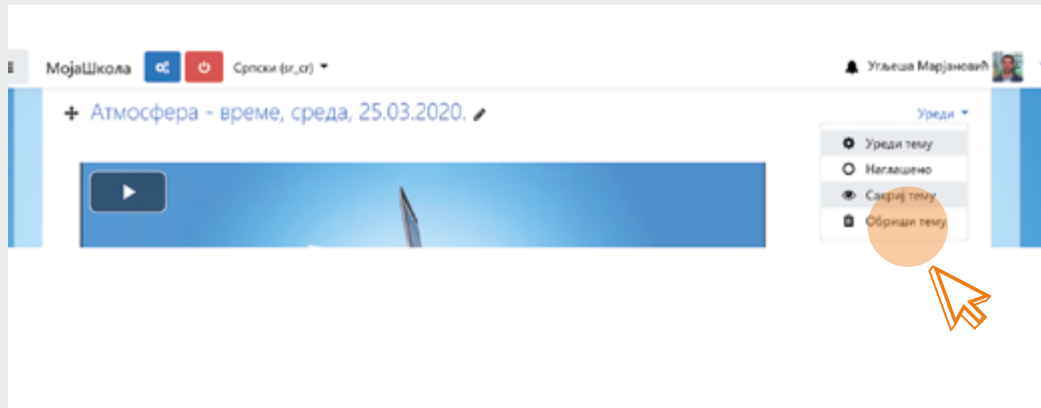 МојаШкола Српски (sr_cr) Угљеша Марјановић
Атмосфера - време, среда, 25.03.2020. Уреди
Уреди тему
Наглашено
Сакриј тему
Обриши тему